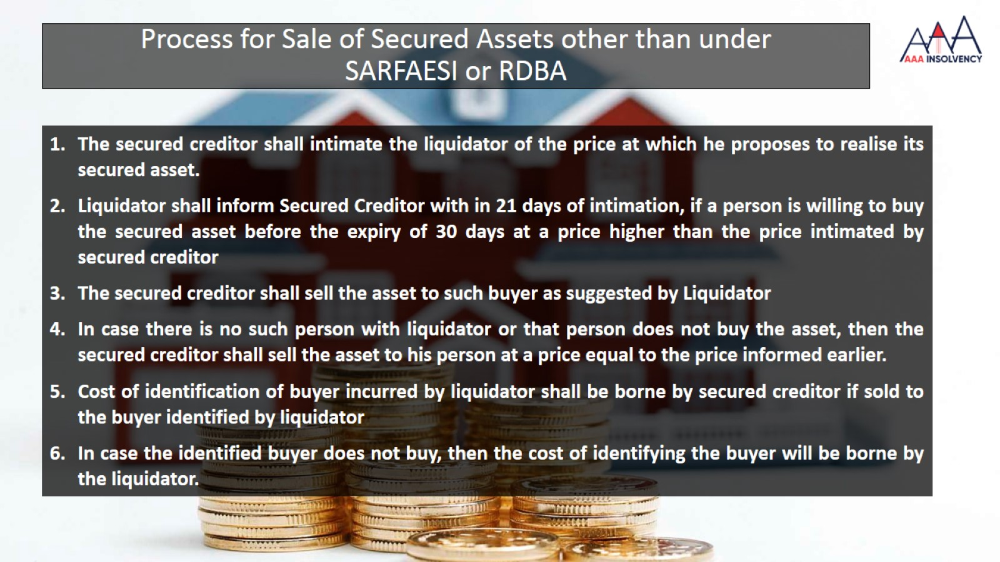 Process for Sale of Secured Assets other than under
SARFAESI or RDBA
AAA INSOLVENCY
1. The secured creditor shall intimate the liquidator of the price at which he proposes to realise its
secured asset.
2. Liquidator shall inform Secured Creditor with in 21 days of intimation, if a person is willing to buy
the secured asset before the expiry of 30 days at a price higher than the price intimated by
secured creditor
3. The secured creditor shall sell the asset to such buyer as suggested by Liquidator
4. In case there is no such person with liquidator or that person does not buy the asset, then the
secured creditor shall sell the asset to his person at a price equal to the price informed earlier.
5. Cost of identification of buyer incurred by liquidator shall be borne by secured creditor if sold to
the buyer identified by liquidator
6. In case the identified buyer does not buy, then the cost of identifying the buyer will be borne by
the liquidator.